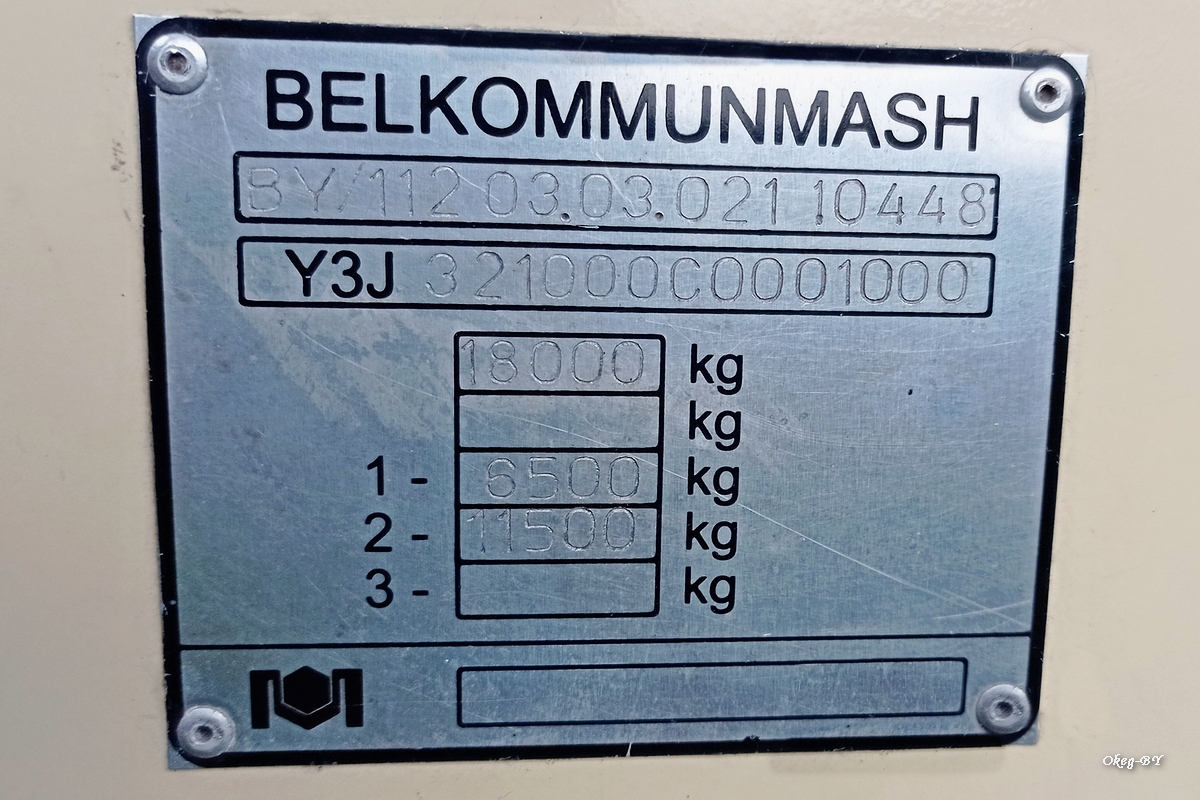 BELKOMMUNMASH
BY/112 03.03.021 10448
Y3J 321000C0001000
18000 kg
kg
1 - 6500 kg
2 - 11500 kg
3 - kg
Okeg-BY